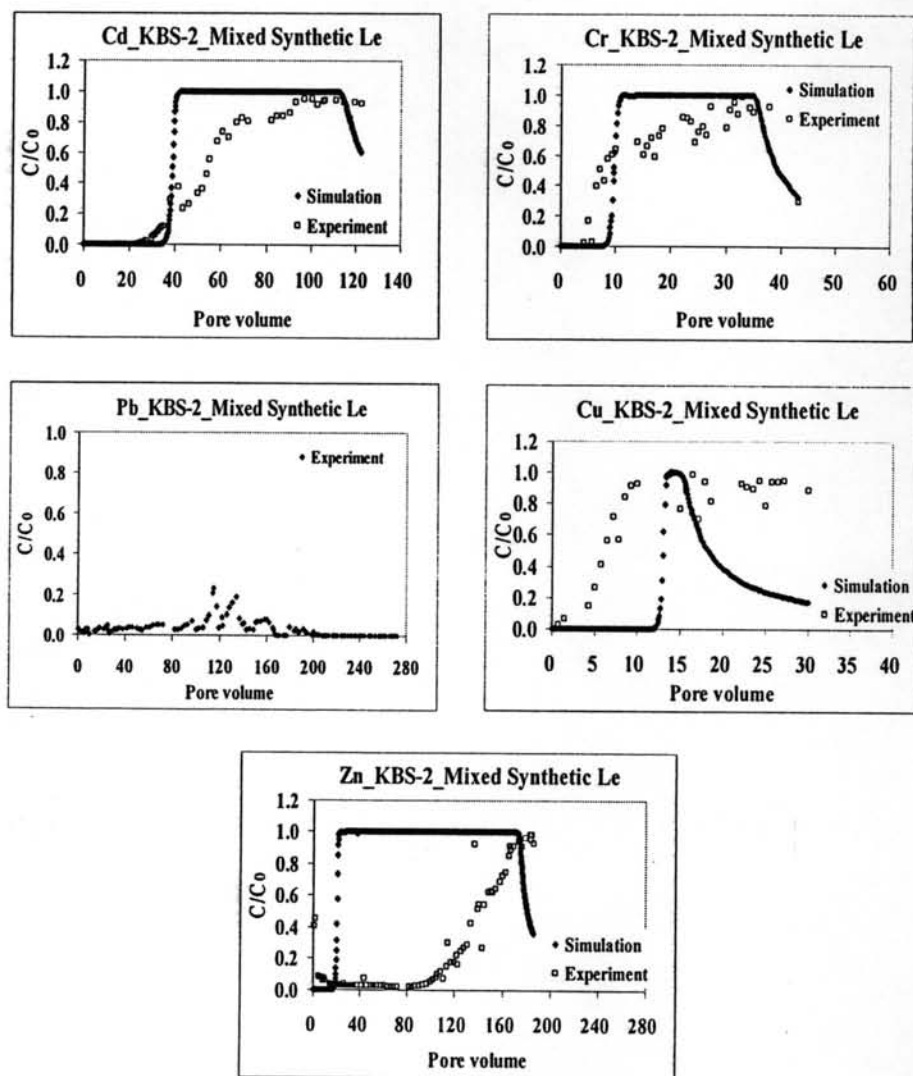 Cd_KBS-2_Mixed Synthetic Le
1.2
1.0
0.8
0.6
0.4
0.2
0.0
C/Co
Simulation
Experiment
0 20 40 60 80 100 120 140
Pore volume
Cr_KBS-2_Mixed Synthetic Le
1.2
1.0
0.8
0.6
0.4
0.2
0.0
C/Co
Simulation
Experiment
0 10 20 30 40 50 60
Pore volume
Pb_KBS-2_Mixed Synthetic Le
1.0
0.8
0.6
0.4
0.2
0.0
C/Co
Experiment
0 40 80 120 160 200 240 280
Pore volume
Cu_KBS-2_Mixed Synthetic Le
1.2
1.0
0.8
0.6
0.4
0.2
0.0
C/Co
Simulation
Experiment
0 5 10 15 20 25 30 35 40
Pore volume
Zn_KBS-2_Mixed Synthetic Le
1.2
1.0
0.8
0.6
0.4
0.2
0.0
C/Co
Simulation
Experiment
0 40 80 120 160 200 240 280
Pore volume